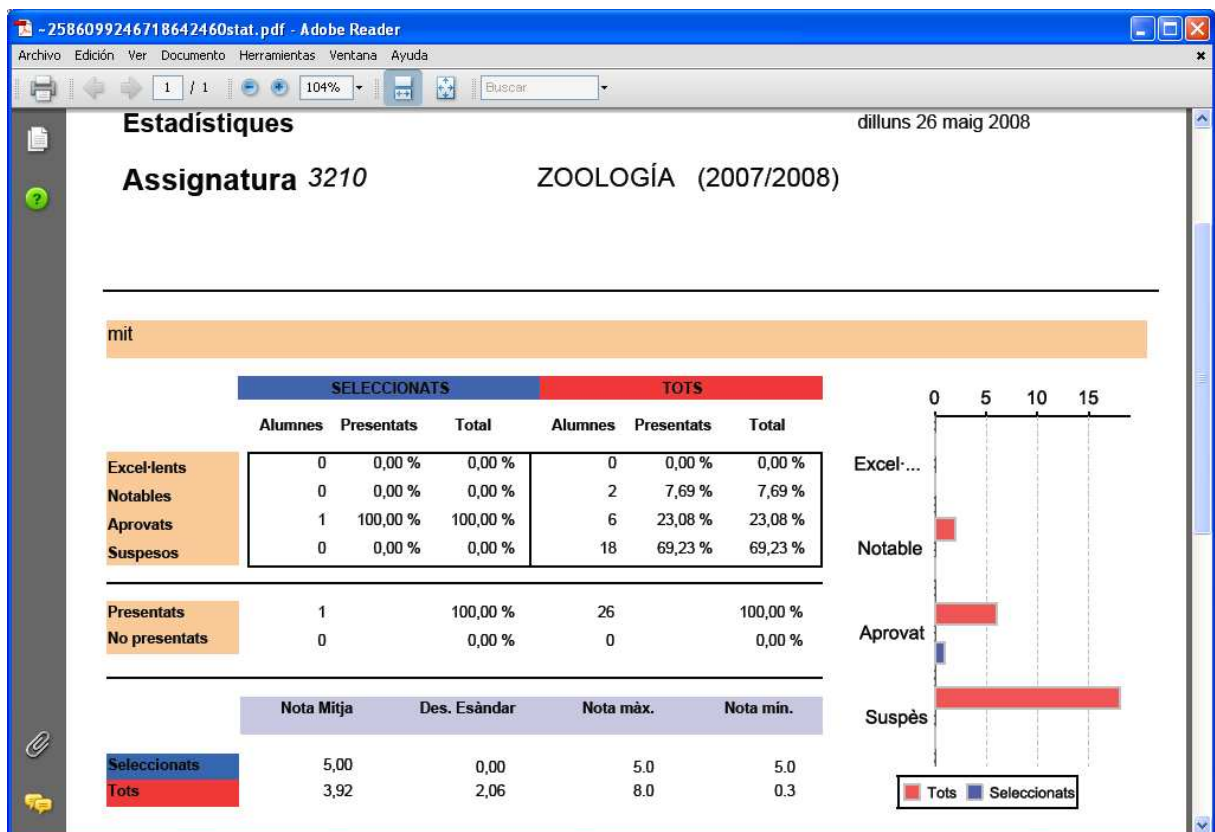 ~2586099246718642460stat.pdf - Adobe Reader
Archivo Edición Ver Documento Herramientas Ventana Ayuda
1 / 1 104% Buscar
Estadístiques dilluns 26 maig 2008
Assignatura 3210 ZOOLOGÍA (2007/2008)
mit
SELECCIONATS TOTS
Alumnes Presentats Total Alumnes Presentats Total
Excel·lents 0 0,00 % 0,00 % 0 0,00 % 0,00 %
Notables 0 0,00 % 0,00 % 2 7,69 % 7,69 %
Aprovats 1 100,00 % 100,00 % 6 23,08 % 23,08 %
Suspesos 0 0,00 % 0,00 % 18 69,23 % 69,23 %
Presentats 1 100,00 % 26 100,00 %
No presentats 0 0,00 % 0 0,00 %
Nota Mitja Des. Esàndar Nota màx. Nota mín.
Seleccionats 5,00 0,00 5.0 5.0
Tots 3,92 2,06 8.0 0.3
0 5 10 15
Excel·...
Notable
Aprovat
Suspès
Tots Seleccionats